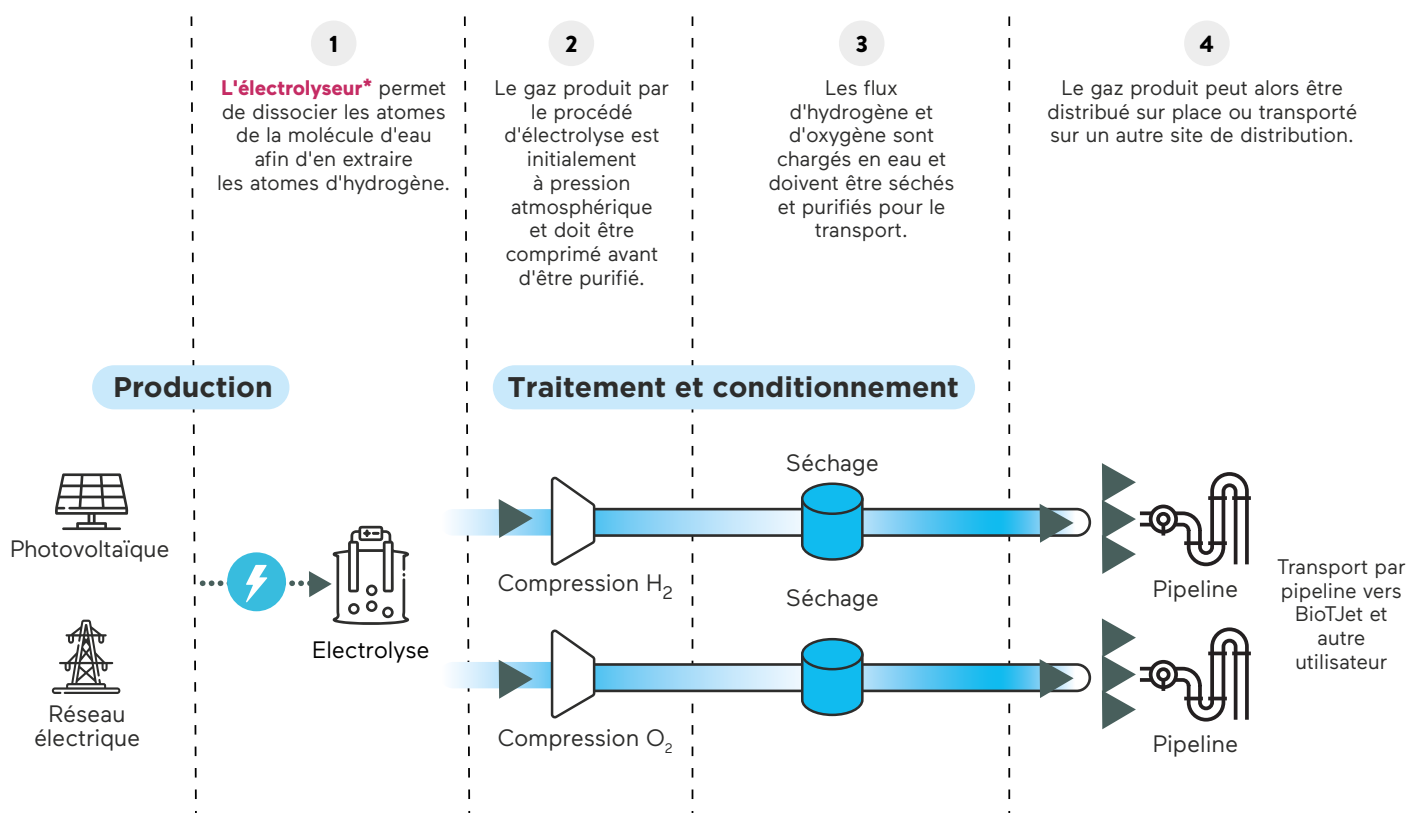 1
L'électrolyseur* permet
de dissocier les atomes
de la molécule d'eau
afin d'en extraire
les atomes d'hydrogène.
2
Le gaz produit par
le procédé
d'électrolyse est
initialement
à pression
atmosphérique
et doit être
comprimé avant
d'être purifié.
3
Les flux
d'hydrogène et
d'oxygène sont
chargés en eau et
doivent être séchés
et purifiés pour le
transport.
4
Le gaz produit peut alors être
distribué sur place ou transporté
sur un autre site de distribution.
Production
Traitement et conditionnement
Photovoltaïque
Réseau
électrique
Electrolyse
Compression H₂
Séchage
Pipeline
Compression O₂
Séchage
Pipeline
Transport par
pipeline vers
BioTJet et
autre
utilisateur